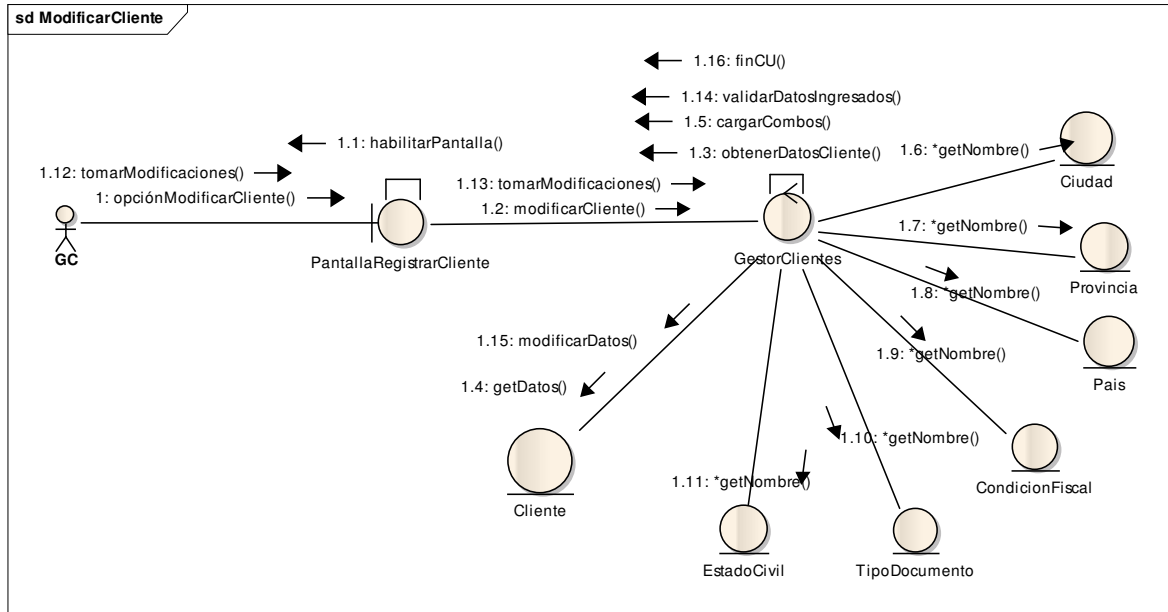 sd ModificarCliente
1.16: finCU()
1.14: validarDatosIngresados()
1.5: cargarCombos()
1.1: habilitarPantalla()
1.3: obtenerDatosCliente()
1.6: *getNombre()
1.12: tomarModificaciones()
1.13: tomarModificaciones()
Ciudad
1: opciónModificarCliente()
1.2: modificarCliente()
1.7: *getNombre()
GC
PantallaRegistrarCliente
GestorClientes
Provincia
1.8: *getNombre()
1.15: modificarDatos()
1.9: *getNombre()
1.4: getDatos()
Pais
1.10: *getNombre()
1.11: *getNombre()
CondicionFiscal
Cliente
EstadoCivil
TipoDocumento